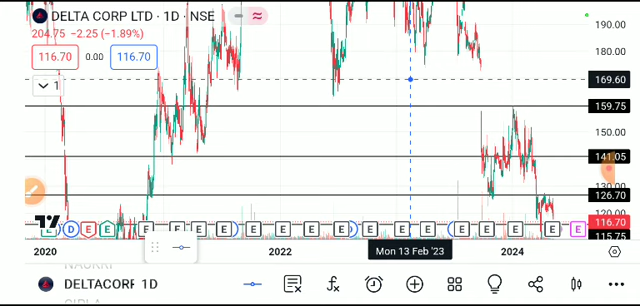 DELTA CORP LTD · 1D · NSE
204.75 −2.25 (−1.89%)
116.70 0.00 116.70
1
190.00
180.00
169.60
159.75
150.00
141.05
126.70
120.00
116.70
115.75
E D E E E E E E E E E E E E E E E E
2020 2022 Mon 13 Feb '23 2024
DELTACORP 1D